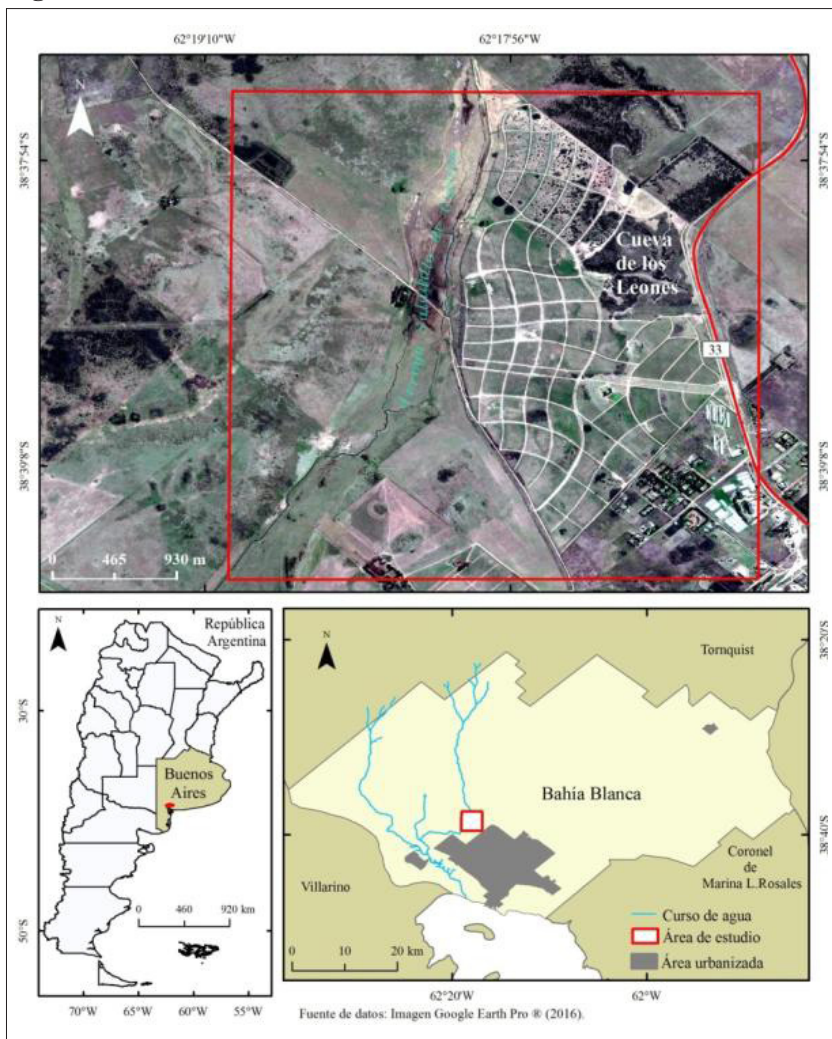 62°19'10"W
62°17'56"W
N
38°37'54"S
38°37'54"S
Cueva
de los
Leones
33
38°39'8"S
38°39'8"S
0 465 930 m
N
República
Argentina
30°S
Buenos
Aires
0 460 920 km
50°S
70°W 60°W 55°W
N
38°20'S
Tornquist
Bahía Blanca
38°40'S
Coronel
de
Marina L.Rosales
Villarino
Curso de agua
Área de estudio
Área urbanizada
0 10 20 km
62°20'W
62°W
Fuente de datos: Imagen Google Earth Pro ® (2016).